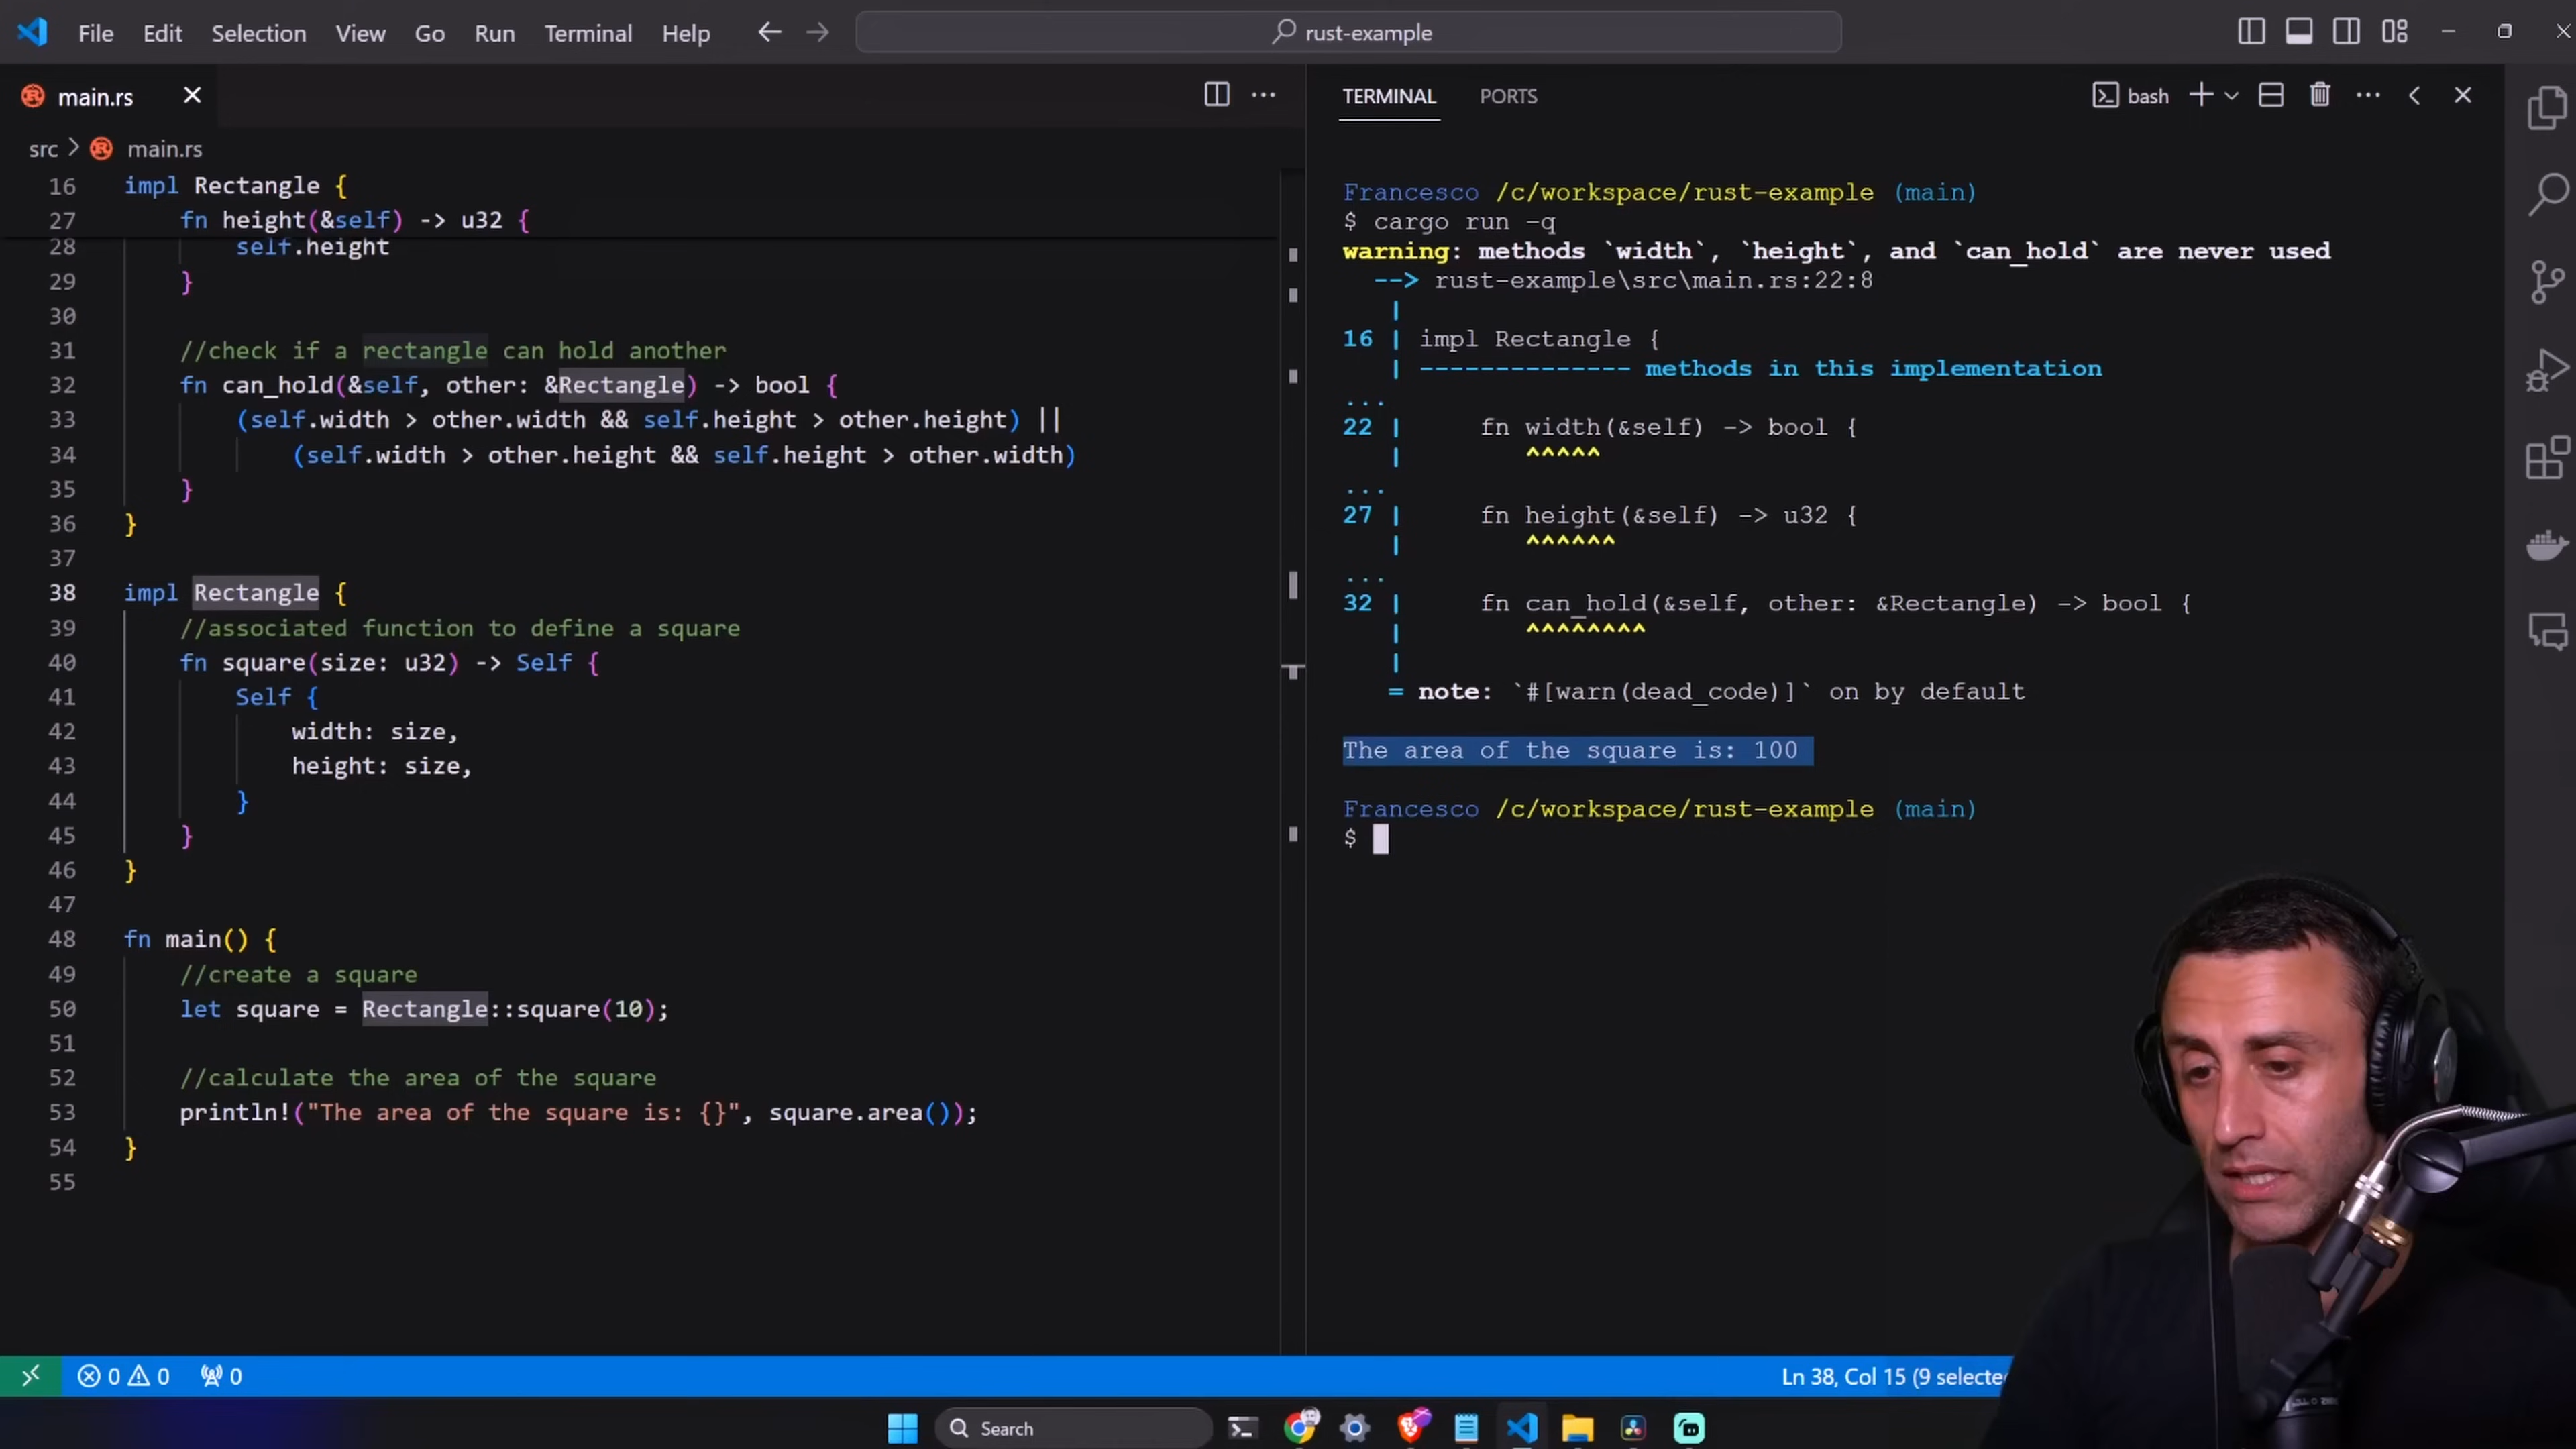 File Edit Selection View Go Run Terminal Help
rust-example
main.rs
src > main.rs
16 impl Rectangle {
27 fn height(&self) -> u32 {
28 self.height
29 }
30
31 //check if a rectangle can hold another
32 fn can_hold(&self, other: &Rectangle) -> bool {
33 (self.width > other.width && self.height > other.height) ||
34 (self.width > other.height && self.height > other.width)
35 }
36 }
37
38 impl Rectangle {
39 //associated function to define a square
40 fn square(size: u32) -> Self {
41 Self {
42 width: size,
43 height: size,
44 }
45 }
46 }
47
48 fn main() {
49 //create a square
50 let square = Rectangle::square(10);
51
52 //calculate the area of the square
53 println!("The area of the square is: {}", square.area());
54 }
55
TERMINAL PORTS
bash
Francesco /c/workspace/rust-example (main)
$ cargo run -q
warning: methods `width`, `height`, and `can_hold` are never used
--> rust-example\src\main.rs:22:8
|
16 | impl Rectangle {
| -------------- methods in this implementation
...
22 | fn width(&self) -> bool {
| ^^^^^
...
27 | fn height(&self) -> u32 {
| ^^^^^^
...
32 | fn can_hold(&self, other: &Rectangle) -> bool {
| ^^^^^^^^
|
= note: `#[warn(dead_code)]` on by default
The area of the square is: 100
Francesco /c/workspace/rust-example (main)
$
0 0 0
Ln 38, Col 15 (9 selected
Search